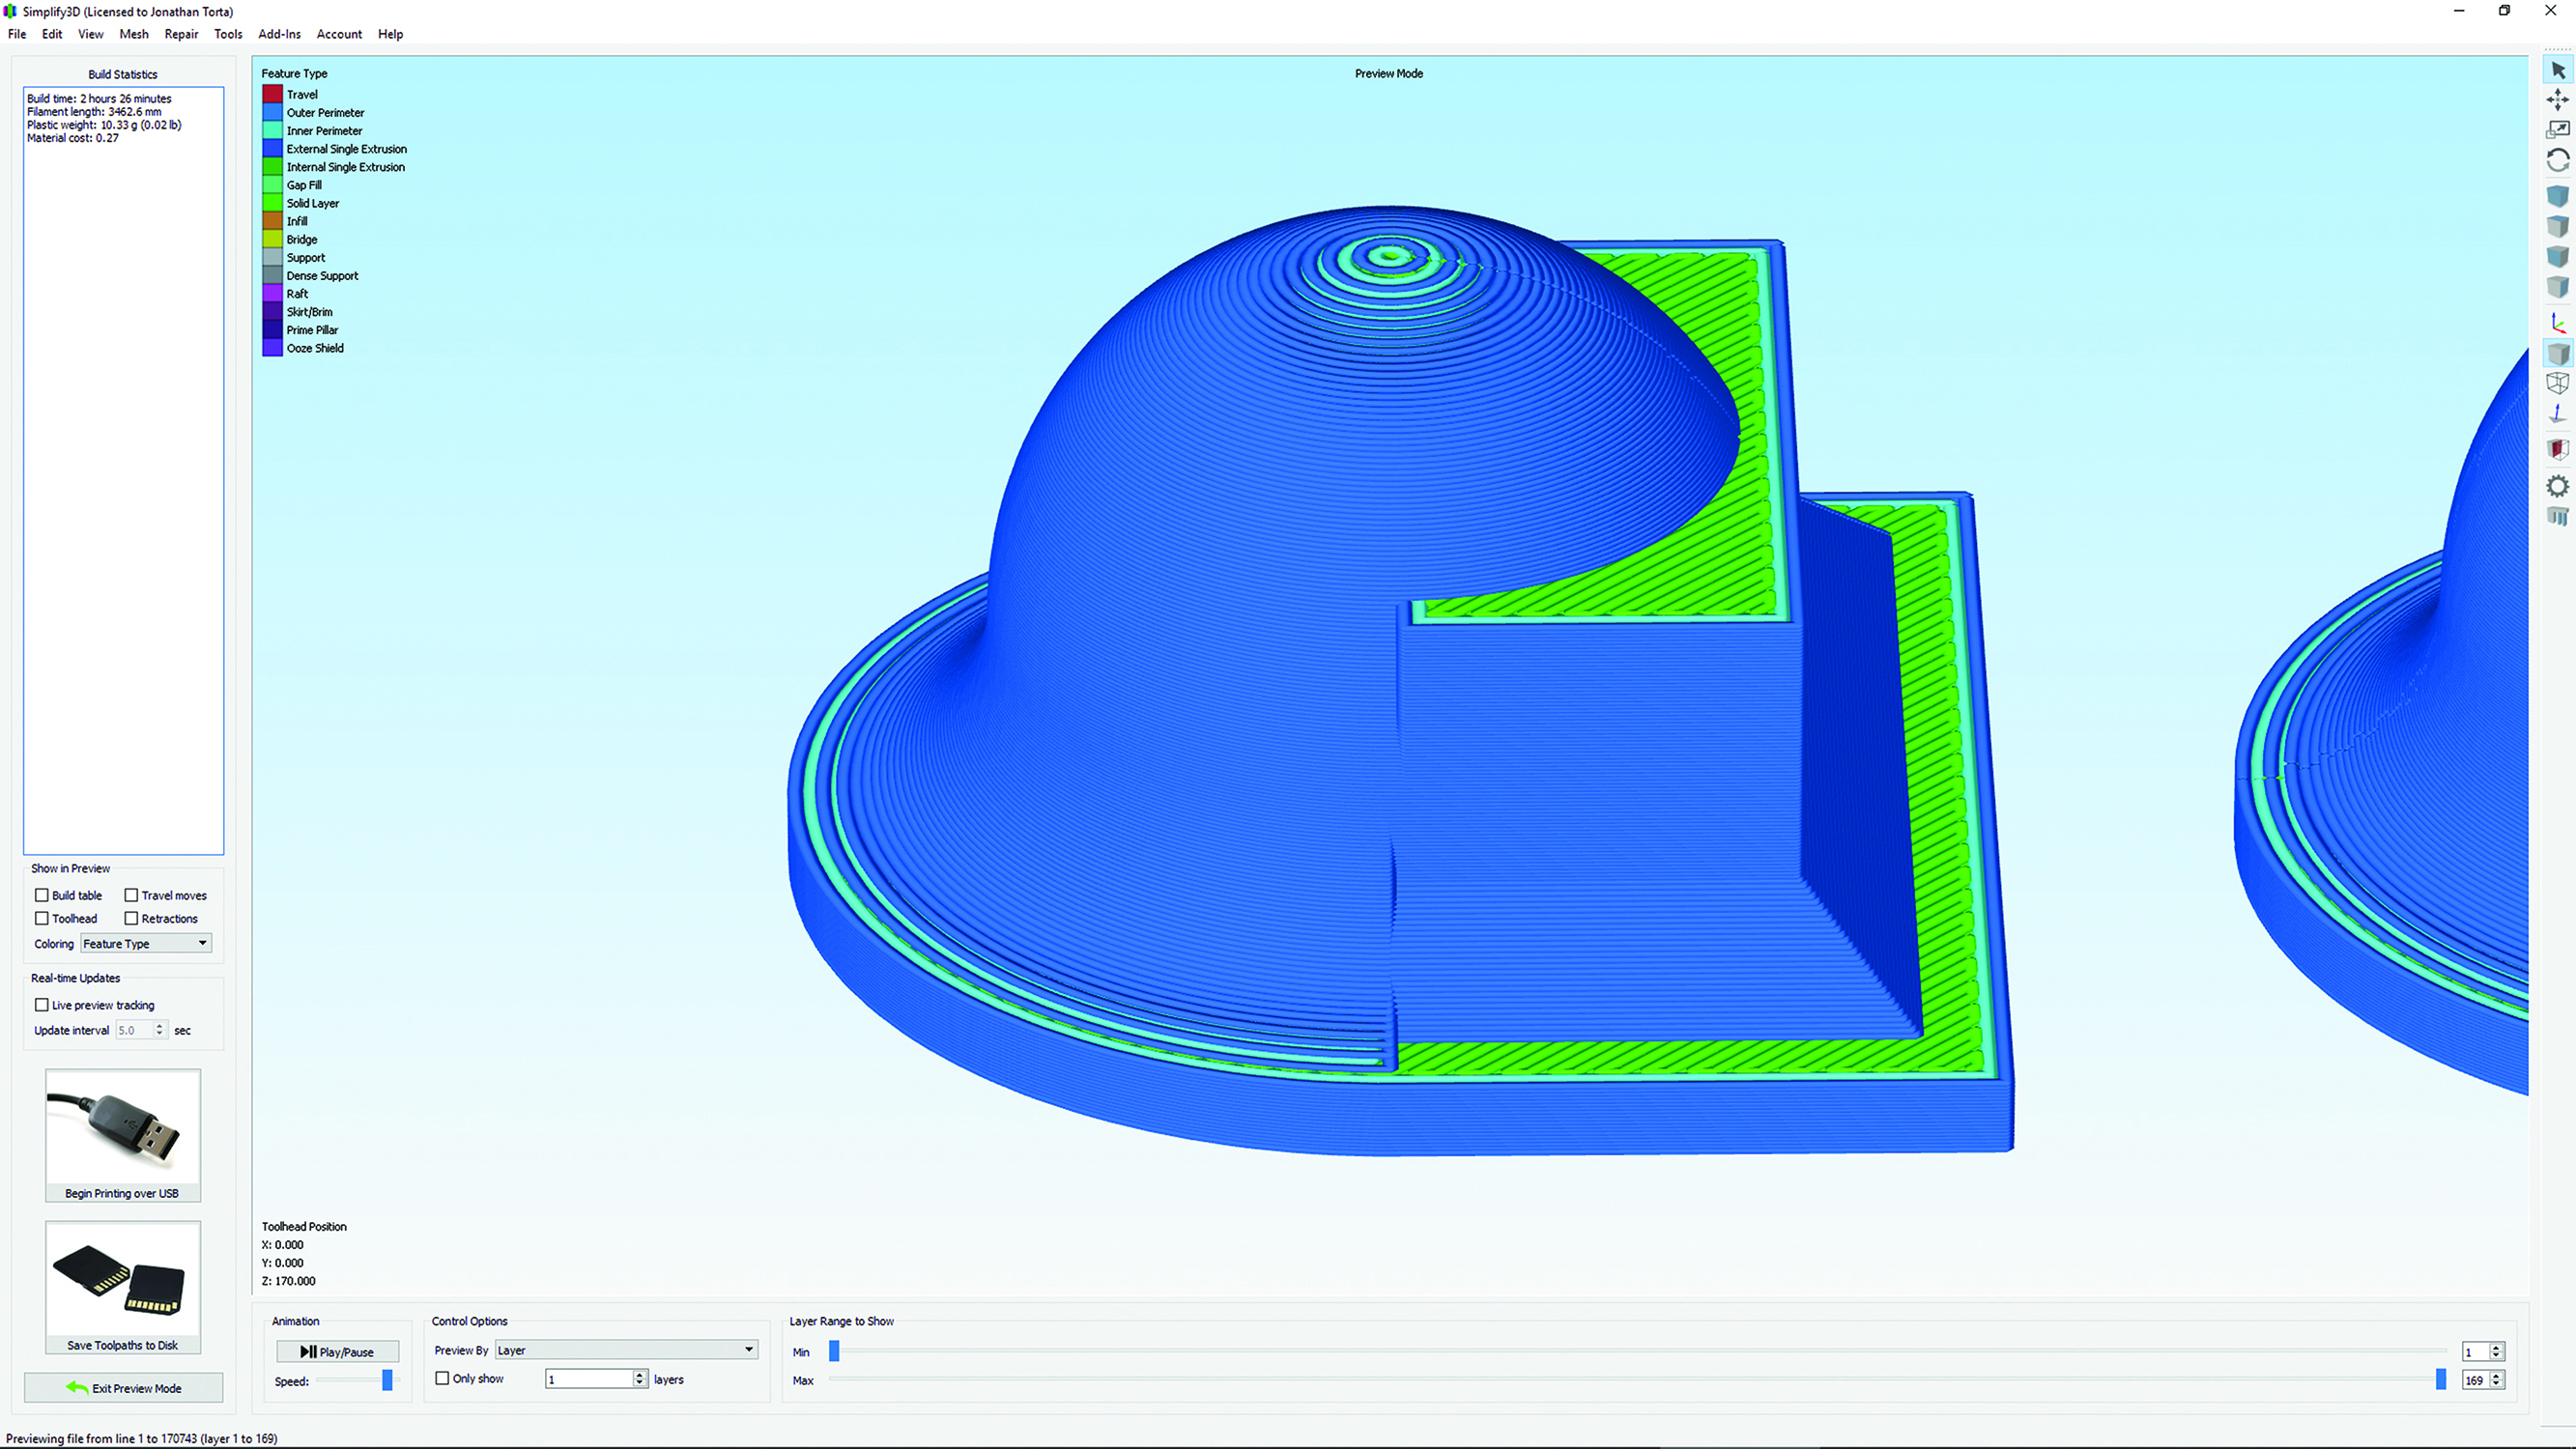 Simplify3D (Licensed to Jonathan Torta)
File Edit View Mesh Repair Tools Add-Ins Account Help
Build Statistics
Build time: 2 hours 26 minutes
Filament length: 3462.6 mm
Plastic weight: 10.33 g (0.02 lb)
Material cost: 0.27
Show in Preview
Build table Travel moves
Toolhead Retractions
Coloring Feature Type
Real-time Updates
Live preview tracking
Update interval 5.0 sec
Begin Printing over USB
Save Toolpaths to Disk
Exit Preview Mode
Feature Type
Travel
Outer Perimeter
Inner Perimeter
External Single Extrusion
Internal Single Extrusion
Gap Fill
Solid Layer
Infill
Bridge
Support
Dense Support
Raft
Skirt/Brim
Prime Pillar
Ooze Shield
Preview Mode
Toolhead Position
X: 0.000
Y: 0.000
Z: 170.000
Animation
Play/Pause
Speed:
Control Options
Preview By Layer
Only show 1 layers
Layer Range to Show
Min 1
Max 169
Previewing file from line 1 to 170743 (layer 1 to 169)